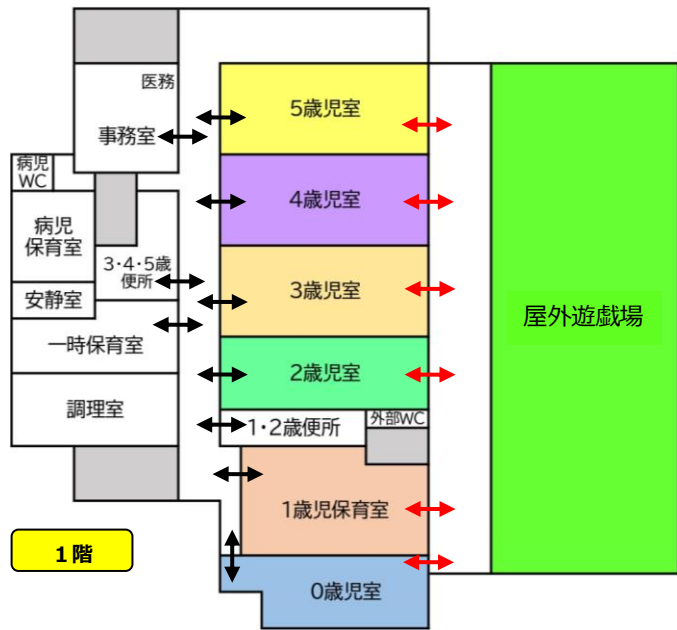 医務
事務室
5歳児室
病児
WC
4歳児室
病児
保育室
3・4・5歳
便所
3歳児室
安静室
屋外遊戯場
一時保育室
2歳児室
調理室
1・2歳便所
外部WC
1歳児保育室
1階
0歳児室